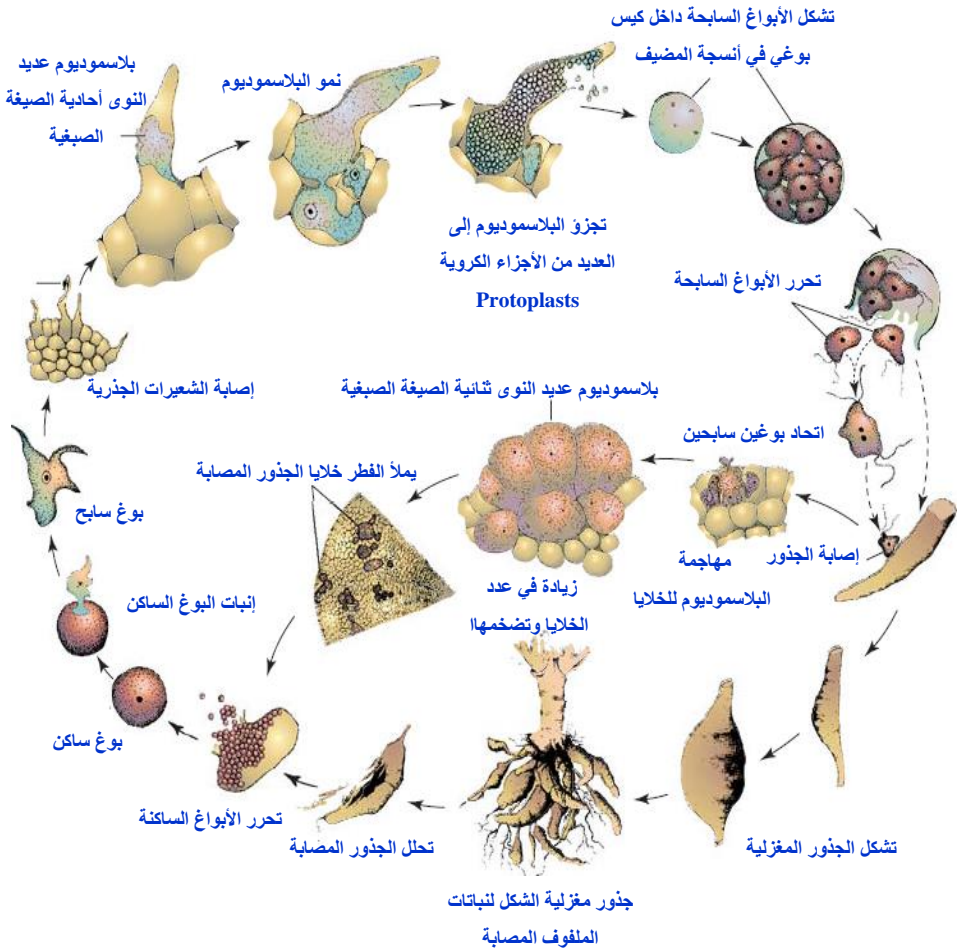 تشكل الأبواغ السابحة داخل كيس
بوغي في أنسجة المضيف
بلاسموديوم عديد
النوى أحادية الصيغة
الصبغية
نمو البلاسموديوم
تجزؤ البلاسموديوم إلى
العديد من الأجزاء الكروية
Protoplasts
تحرر الأبواغ السابحة
إصابة الشعيرات الجذرية
بلاسموديوم عديد النوى ثنائية الصيغة الصبغية
اتحاد بوغين سابحين
يملأ الفطر خلايا الجذور المصابة
بوغ سابح
إصابة الجذور
مهاجمة
البلاسموديوم للخلايا
زيادة في عدد
الخلايا وتضخمهاا
إنبات البوغ الساكن
بوغ ساكن
تحرر الأبواغ الساكنة
تحلل الجذور المصابة
تشكل الجذور المغزلية
جذور مغزلية الشكل لنباتات
الملفوف المصابة